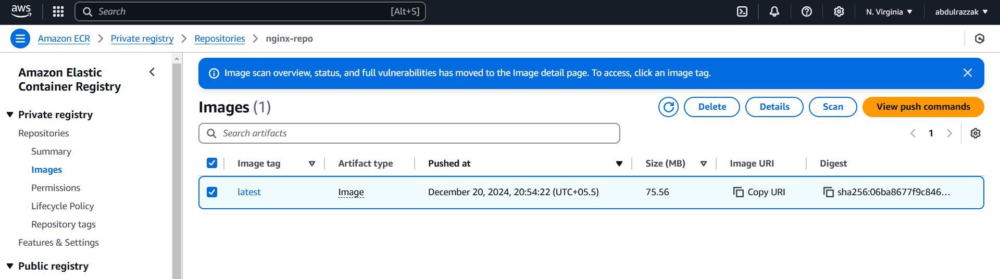 aws
Search [Alt+S]
N. Virginia
abdulrazzak
Amazon ECR
Private registry
Repositories
nginx-repo
Amazon Elastic
Container Registry
Private registry
Repositories
Summary
Images
Permissions
Lifecycle Policy
Repository tags
Features & Settings
Public registry
Image scan overview, status, and full vulnerabilities has moved to the Image detail page. To access, click an image tag.
Images (1)
Delete
Details
Scan
View push commands
Search artifacts
1
Image tag Artifact type Pushed at Size (MB) Image URI Digest
latest Image December 20, 2024, 20:54:22 (UTC+05.5) 75.56 Copy URI sha256:06ba8677f9c846...